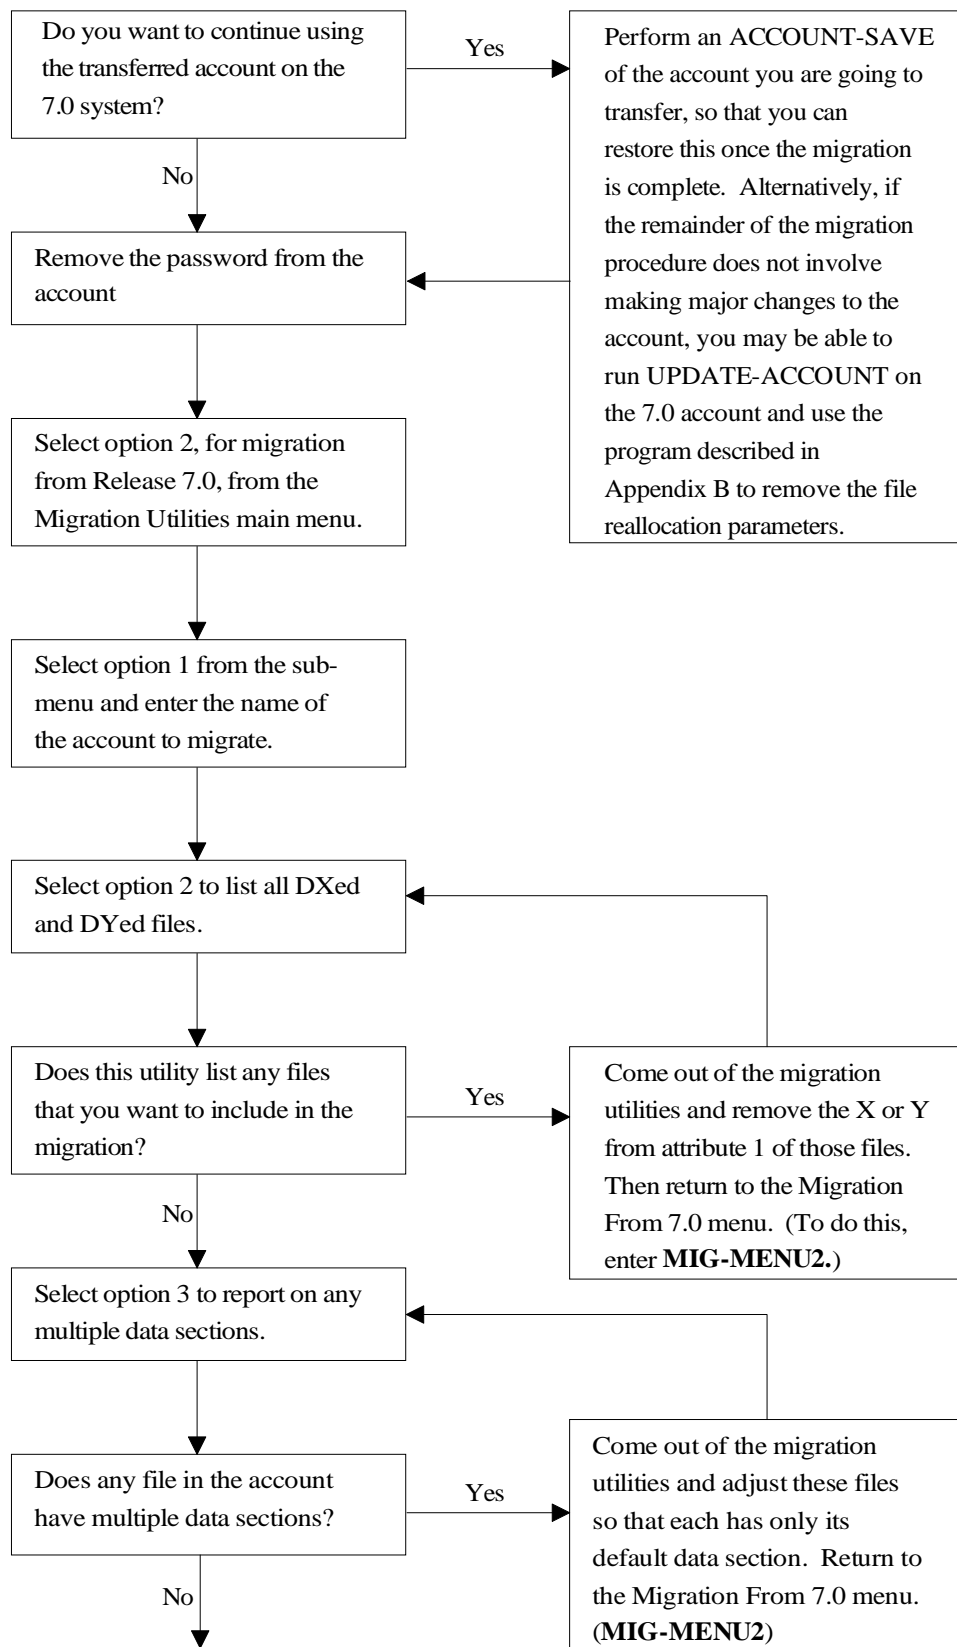 Do you want to continue using
the transferred account on the
7.0 system?
Yes
Perform an ACCOUNT-SAVE
of the account you are going to
transfer, so that you can
restore this once the migration
is complete.  Alternatively, if
the remainder of the migration
procedure does not involve
making major changes to the
account, you may be able to
run UPDATE-ACCOUNT on
the 7.0 account and use the
program described in
Appendix B to remove the file
reallocation parameters.
No
Remove the password from the
account
Select option 2, for migration
from Release 7.0, from the
Migration Utilities main menu.
Select option 1 from the sub-
menu and enter the name of
the account to migrate.
Select option 2 to list all DXed
and DYed files.
Does this utility list any files
that you want to include in the
migration?
Yes
Come out of the migration
utilities and remove the X or Y
from attribute 1 of those files.
Then return to the Migration
From 7.0 menu.  (To do this,
enter MIG-MENU2.)
No
Select option 3 to report on any
multiple data sections.
Does any file in the account
have multiple data sections?
Yes
Come out of the migration
utilities and adjust these files
so that each has only its
default data section.  Return to
the Migration From 7.0 menu.
(MIG-MENU2)
No